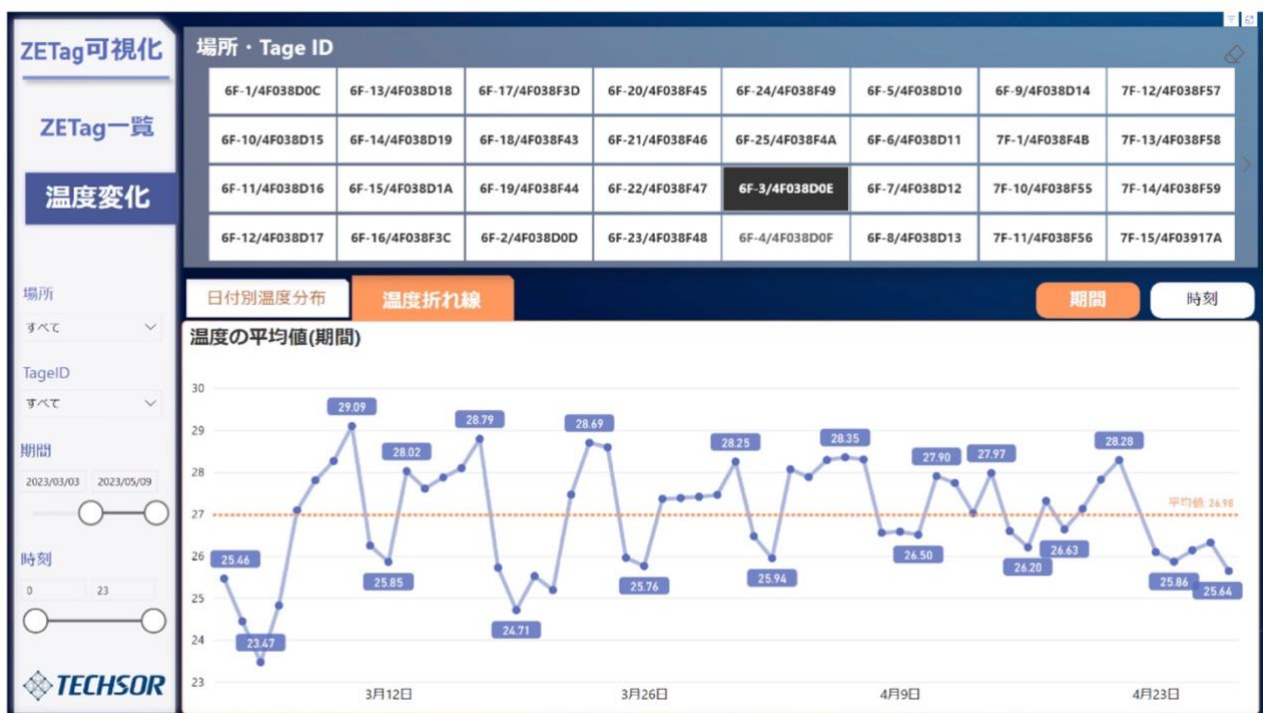 ZETag可視化
ZETag一覧
温度変化
場所
すべて
TageID
すべて
期間
2023/03/03 2023/05/09
時刻
0 23
TECHSOR
場所・Tage ID
6F-1/4F038D0C 6F-13/4F038D18 6F-17/4F038F3D 6F-20/4F038F45 6F-24/4F038F49 6F-5/4F038D10 6F-9/4F038D14 7F-12/4F038F57
6F-10/4F038D15 6F-14/4F038D19 6F-18/4F038F43 6F-21/4F038F46 6F-25/4F038F4A 6F-6/4F038D11 7F-1/4F038F4B 7F-13/4F038F58
6F-11/4F038D16 6F-15/4F038D1A 6F-19/4F038F44 6F-22/4F038F47 6F-3/4F038D0E 6F-7/4F038D12 7F-10/4F038F55 7F-14/4F038F59
6F-12/4F038D17 6F-16/4F038F3C 6F-2/4F038D0D 6F-23/4F038F48 6F-4/4F038D0F 6F-8/4F038D13 7F-11/4F038F56 7F-15/4F03917A
日付別温度分布 温度折れ線 期間 時刻
温度の平均値(期間)
30
29
28
27
26
25
24
23
25.46
23.47
29.09
25.85
28.02
28.79
24.71
28.69
25.76
28.25
25.94
28.35
26.50
27.90
27.97
26.20
26.63
28.28
25.86
25.64
平均値: 26.98
3月12日 3月26日 4月9日 4月23日